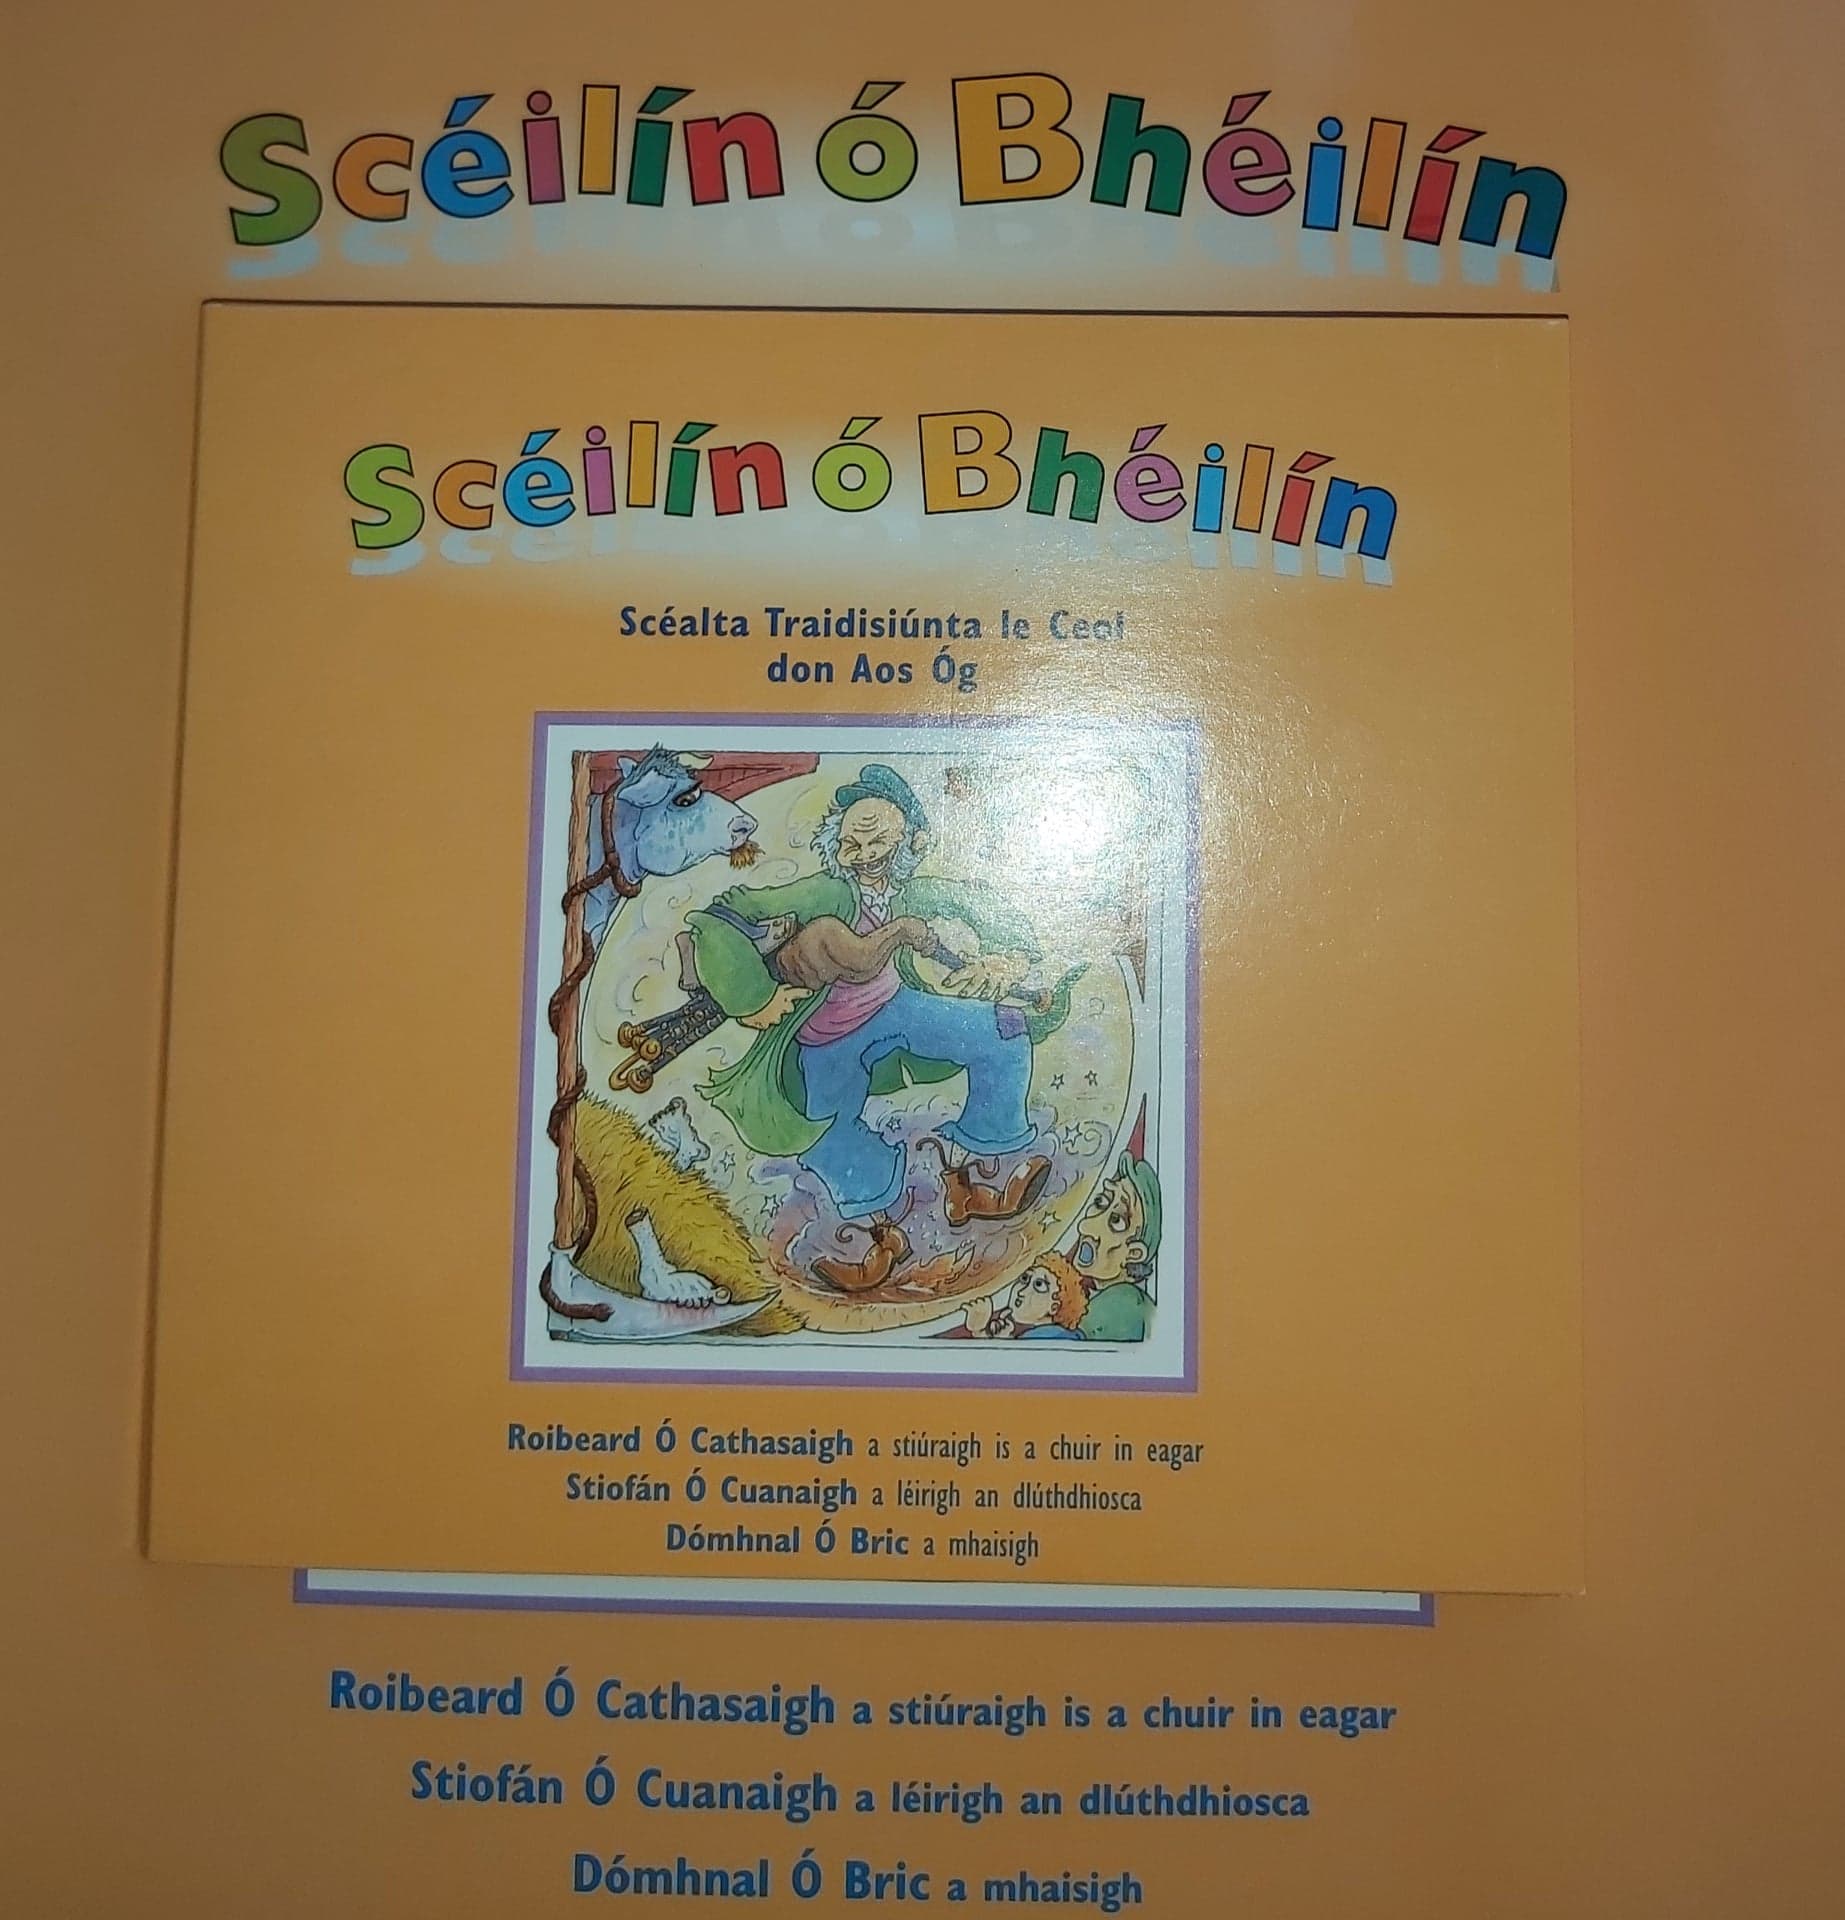 Scéilín ó Bhéilín
Scéilín ó Bhéilín
Scéalta Traidisiúnta le Ceol
don Aos Óg
Roibeard Ó Cathasaigh a stiúraigh is a chuir in eagar
Stiofán Ó Cuanaigh a léirigh an dlúthdhiosca
Dómhnal Ó Bric a mhaisigh
Roibeard Ó Cathasaigh a stiúraigh is a chuir in eagar
Stiofán Ó Cuanaigh a léirigh an dlúthdhiosca
Dómhnal Ó Bric a mhaisigh